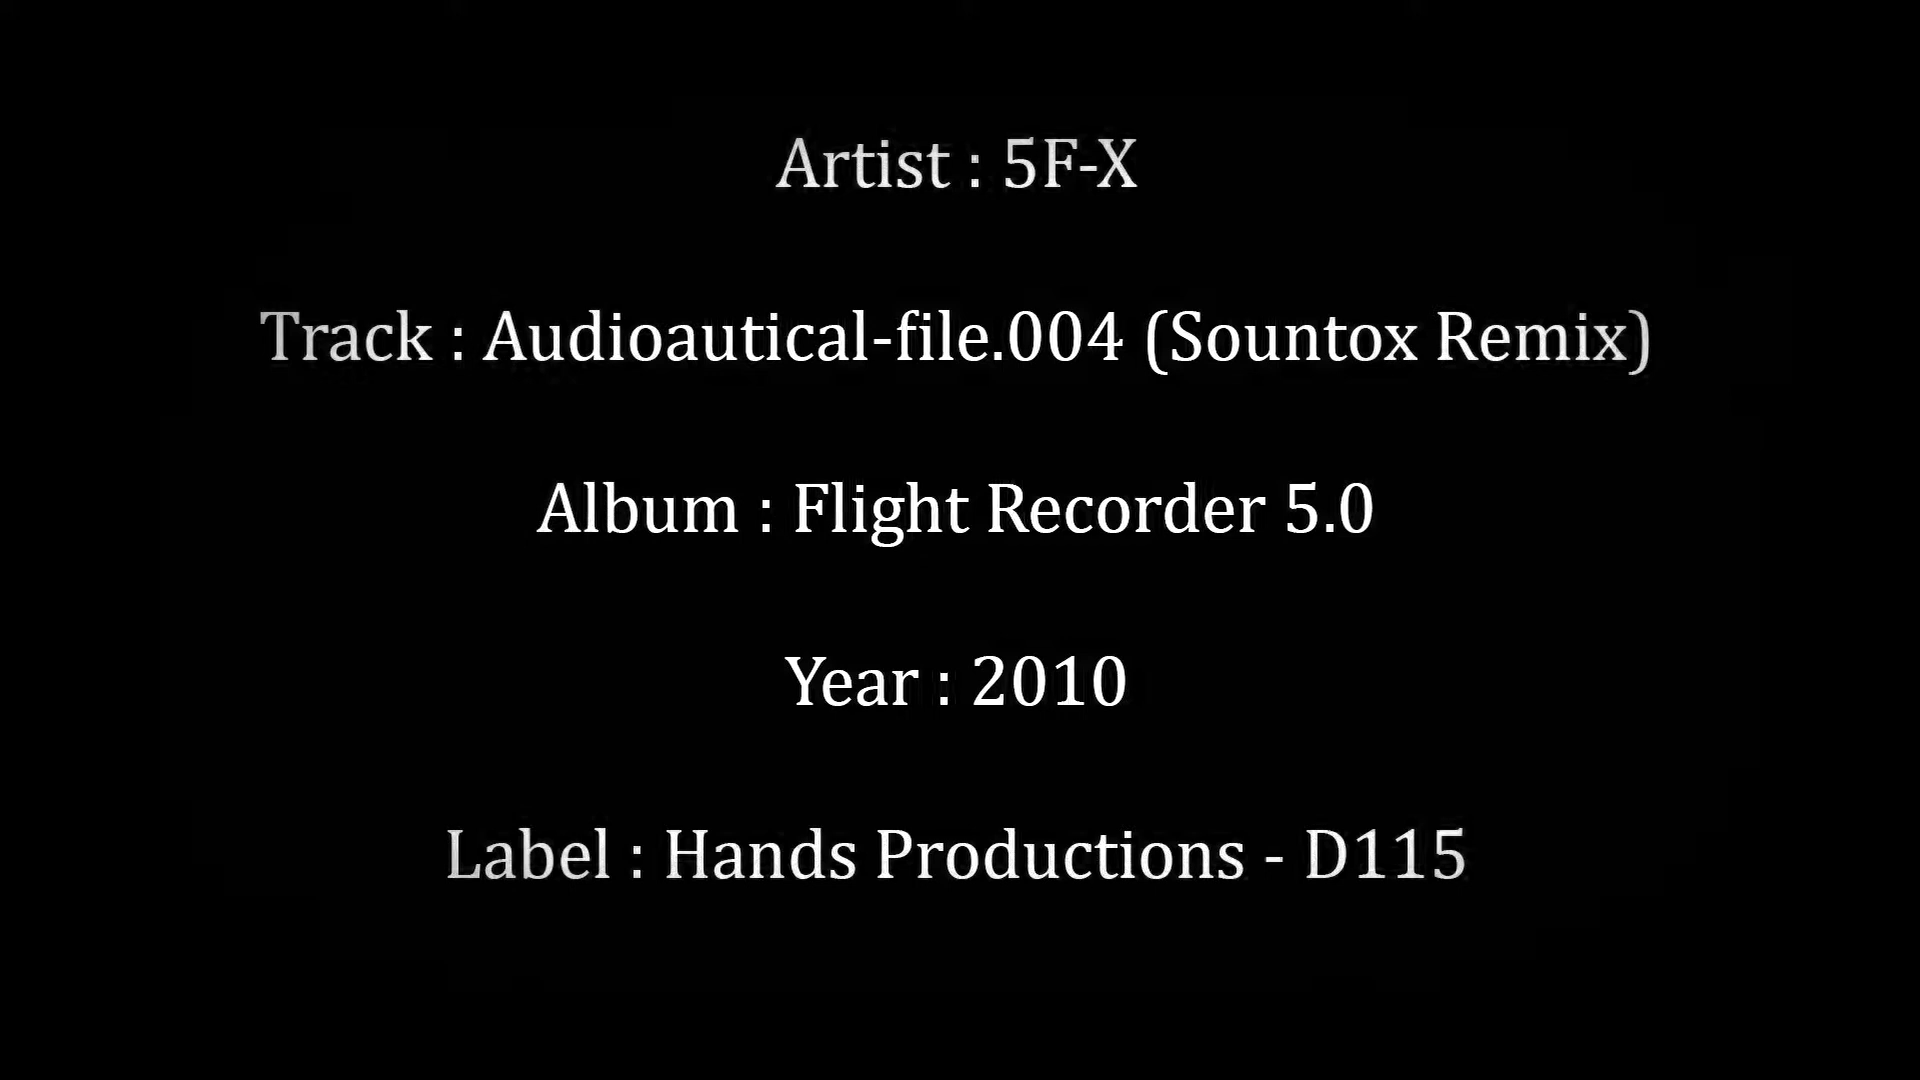 Artist : 5F-X
Track : Audioautical-file.004 (Sountox Remix)
Album : Flight Recorder 5.0
Year : 2010
Label : Hands Productions - D115